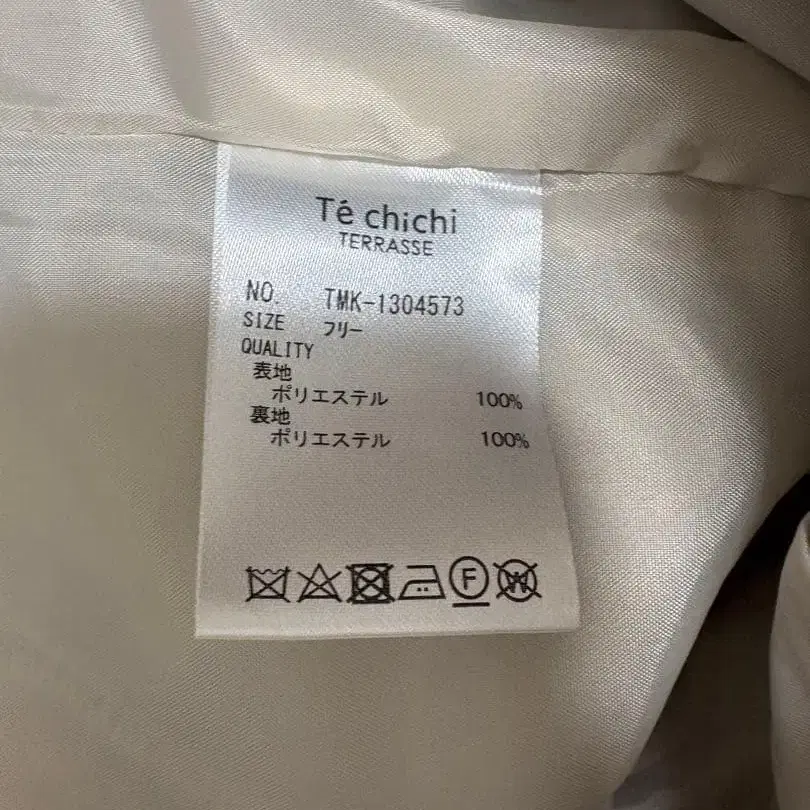 Té chichi
TERRASSE
NO. TMK-1304573
SIZE フリー
QUALITY
表地
ポリエステル 100%
裏地
ポリエステル 100%
F W